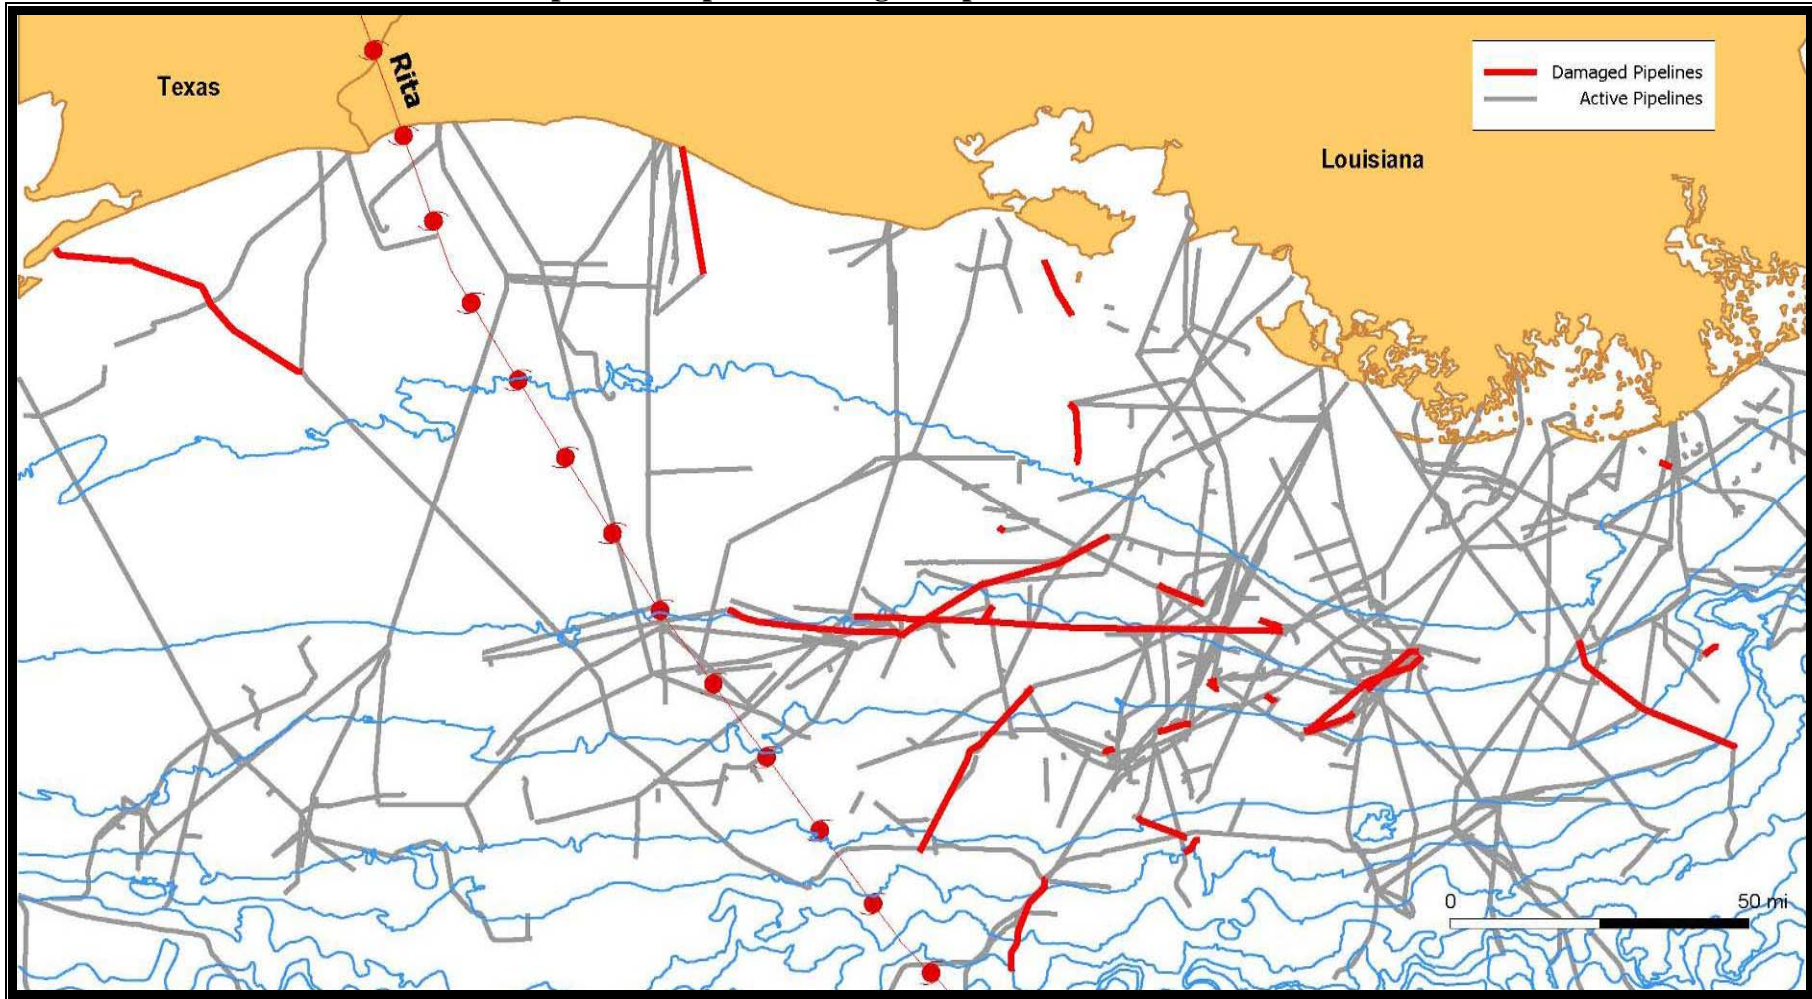 Texas
Rita
Damaged Pipelines
Active Pipelines
Louisiana
0 50 mi